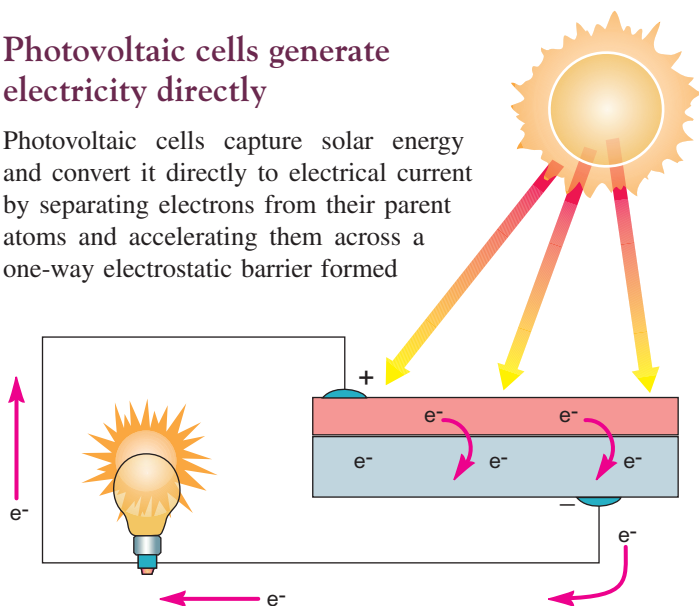 Photovoltaic cells generate
electricity directly
Photovoltaic cells capture solar energy
and convert it directly to electrical current
by separating electrons from their parent
atoms and accelerating them across a
one-way electrostatic barrier formed
+
e- e-
e- e- e-
–
e-
e-
e-